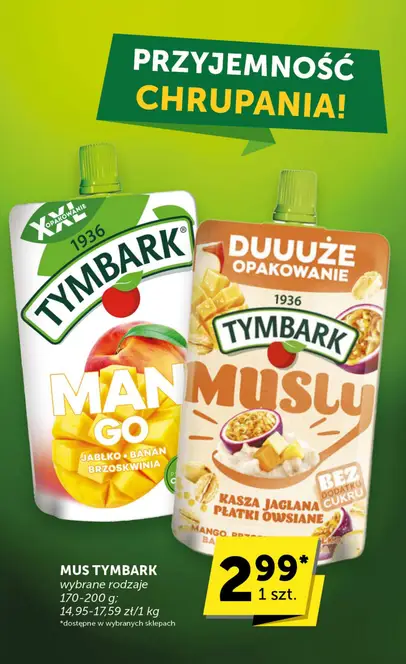 PRZYJEMNOŚĆ
CHRUPANIA!
XXL
OPAKOWANIE
1936
TYMBARK®
MAN
GO
JABŁKO • BANAN
BRZOSKWINIA
DUUUŻE
OPAKOWANIE
1936
TYMBARK
MUSLY
KASZA JAGLANA
PŁATKI OWSIANE
BEZ
DODATKU
CUKRU
MANGO
MUS TYMBARK
wybrane rodzaje
170-200 g;
14,95-17,59 zł/1 kg
*dostępne w wybranych sklepach
2 99*
1 szt.